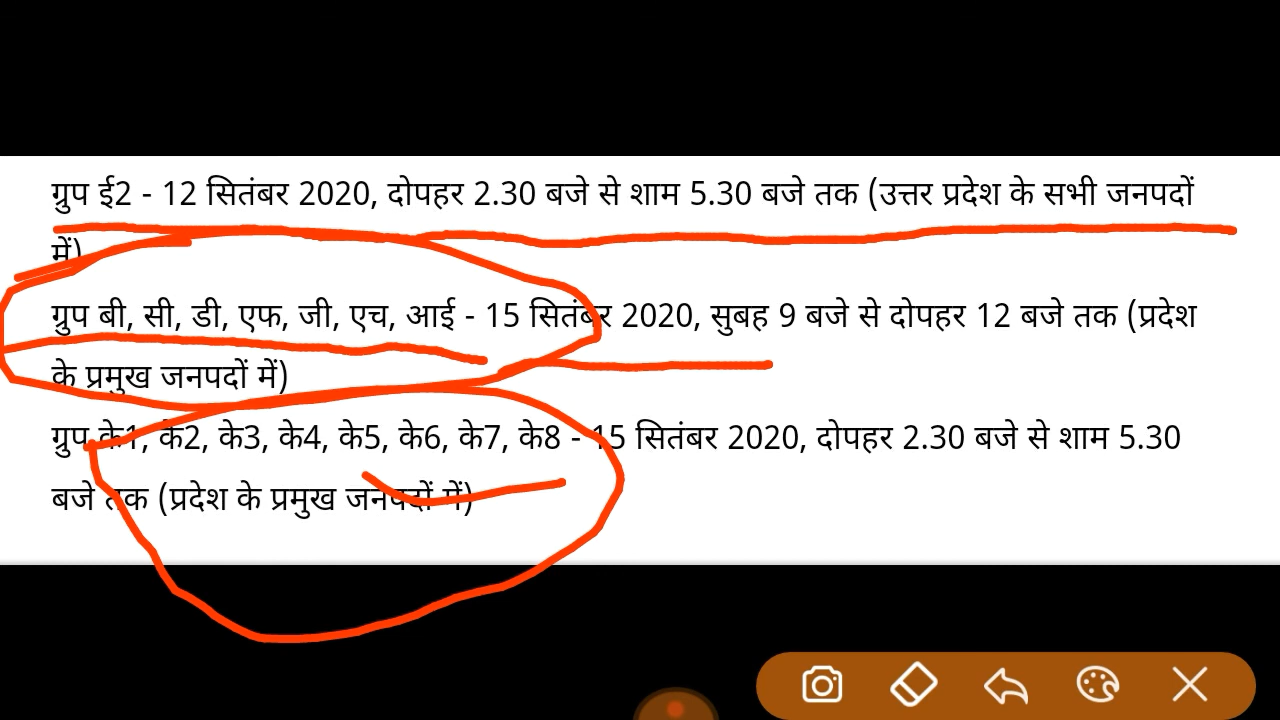 ग्रुप ई2 - 12 सितंबर 2020, दोपहर 2.30 बजे से शाम 5.30 बजे तक (उत्तर प्रदेश के सभी जनपदों
में)
ग्रुप बी, सी, डी, एफ, जी, एच, आई - 15 सितंबर 2020, सुबह 9 बजे से दोपहर 12 बजे तक (प्रदेश
के प्रमुख जनपदों में)
ग्रुप के1, के2, के3, के4, के5, के6, के7, के8 - 15 सितंबर 2020, दोपहर 2.30 बजे से शाम 5.30
बजे तक (प्रदेश के प्रमुख जनपदों में)